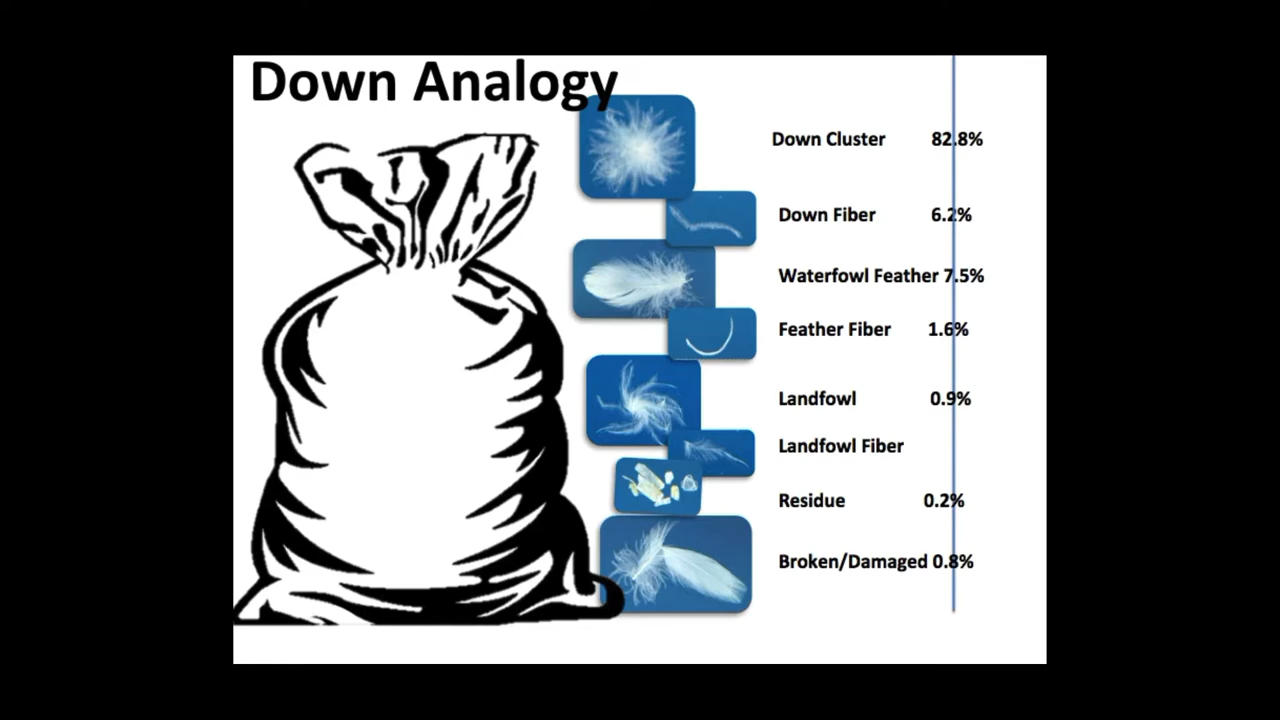 Down Analogy
Down Cluster 82.8%
Down Fiber 6.2%
Waterfowl Feather 7.5%
Feather Fiber 1.6%
Landfowl 0.9%
Landfowl Fiber
Residue 0.2%
Broken/Damaged 0.8%